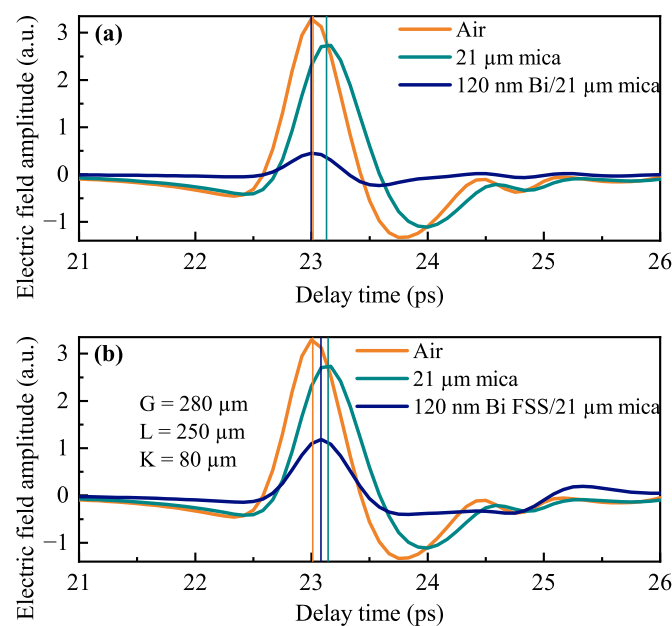 (a)
Air
21 µm mica
120 nm Bi/21 µm mica
Electric field amplitude (a.u.)
3
2
1
0
−1
21 22 23 24 25 26
Delay time (ps)
(b)
Air
21 µm mica
120 nm Bi FSS/21 µm mica
G = 280 µm
L = 250 µm
K = 80 µm
Electric field amplitude (a.u.)
3
2
1
0
−1
21 22 23 24 25 26
Delay time (ps)